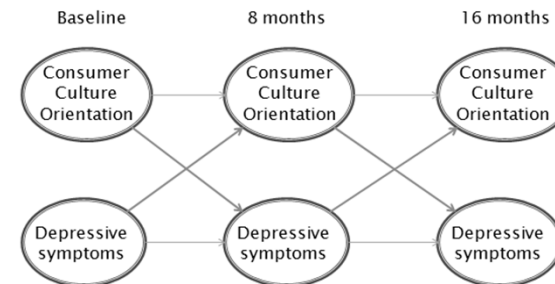 Baseline
8 months
16 months
Consumer
Culture
Orientation
Consumer
Culture
Orientation
Consumer
Culture
Orientation
Depressive
symptoms
Depressive
symptoms
Depressive
symptoms